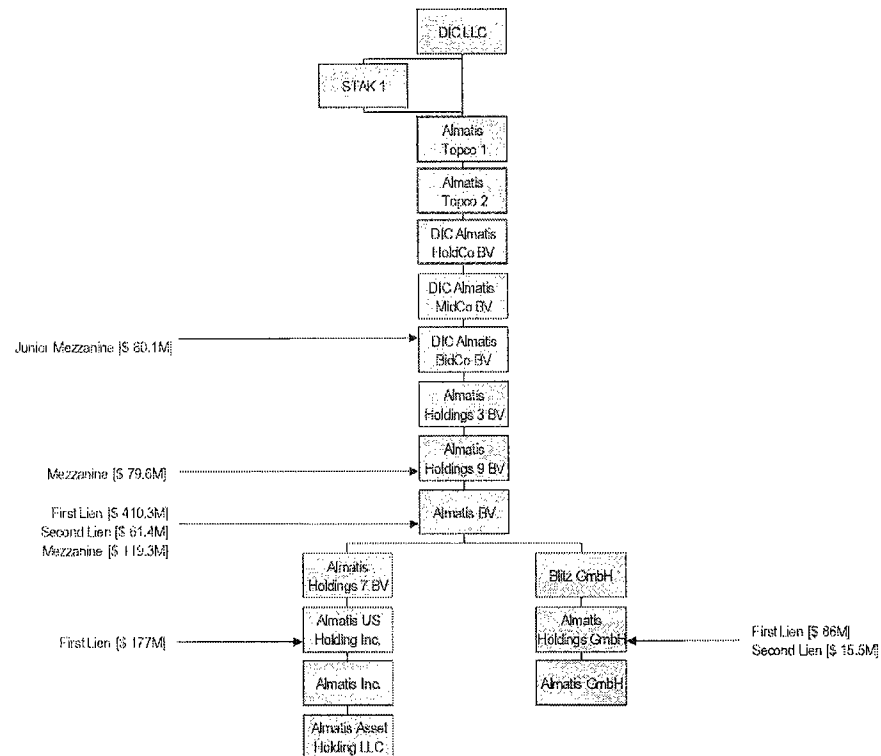 DIC LLC
STAK 1
Almatis
Topco 1
Almatis
Topco 2
DIC Almatis
HoldCo BV
DIC Almatis
MidCo BV
Junior Mezzanine [$ 80.1M]
DIC Almatis
BidCo BV
Almatis
Holdings 3 BV
Mezzanine [$ 79.6M]
Almatis
Holdings 9 BV
First Lien [$ 410.3M]
Second Lien [$ 61.4M]
Mezzanine [$ 119.3M]
Almatis BV
Almatis
Holdings 7 BV
Blitz GmbH
First Lien [$ 177M]
Almatis US
Holding Inc.
Almatis
Holdings GmbH
First Lien [$ 86M]
Second Lien [$ 15.5M]
Almatis Inc.
Almatis GmbH
Almatis Asset
Holding LLC